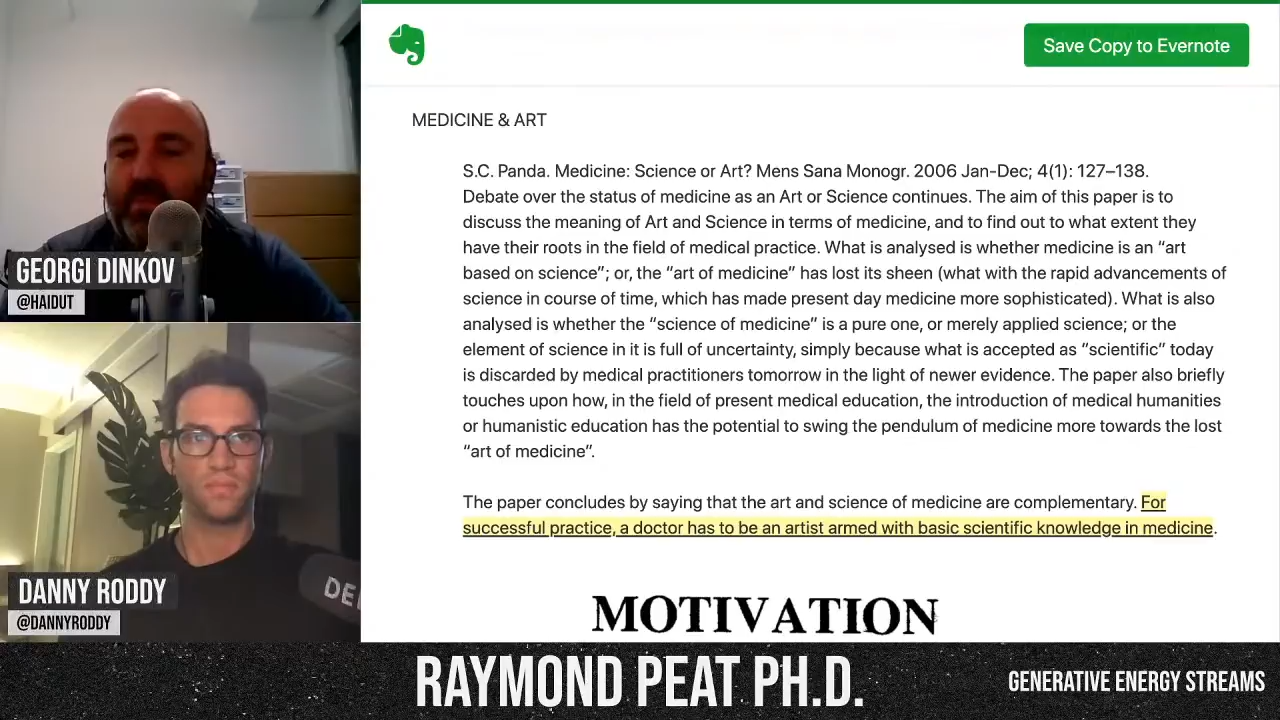 Save Copy to Evernote
MEDICINE & ART
S.C. Panda. Medicine: Science or Art? Mens Sana Monogr. 2006 Jan-Dec; 4(1): 127–138.
Debate over the status of medicine as an Art or Science continues. The aim of this paper is to
discuss the meaning of Art and Science in terms of medicine, and to find out to what extent they
have their roots in the field of medical practice. What is analysed is whether medicine is an “art
based on science”; or, the “art of medicine” has lost its sheen (what with the rapid advancements of
science in course of time, which has made present day medicine more sophisticated). What is also
analysed is whether the “science of medicine” is a pure one, or merely applied science; or the
element of science in it is full of uncertainty, simply because what is accepted as “scientific” today
is discarded by medical practitioners tomorrow in the light of newer evidence. The paper also briefly
touches upon how, in the field of present medical education, the introduction of medical humanities
or humanistic education has the potential to swing the pendulum of medicine more towards the lost
“art of medicine”.
The paper concludes by saying that the art and science of medicine are complementary. For
successful practice, a doctor has to be an artist armed with basic scientific knowledge in medicine.
MOTIVATION
GEORGI DINKOV
@HAIDUT
DANNY RODDY
@DANNYRODDY
RAYMOND PEAT PH.D.
GENERATIVE ENERGY STREAMS